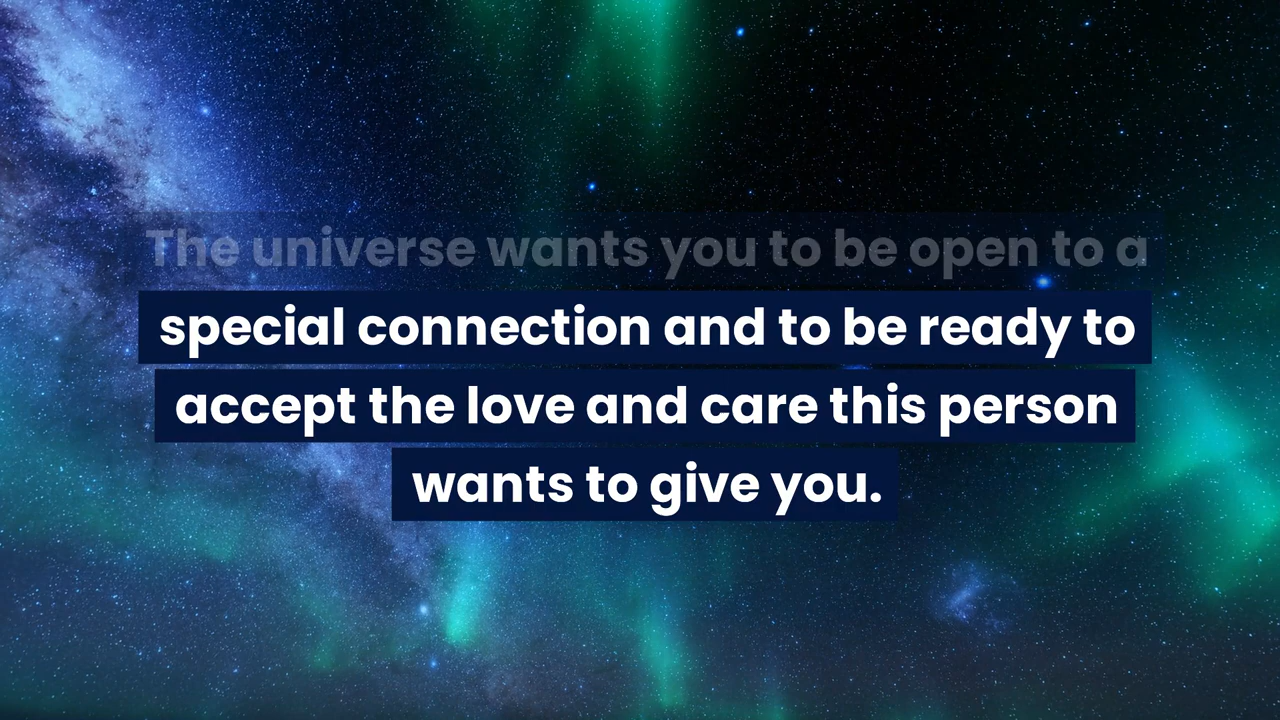 The universe wants you to be open to a
special connection and to be ready to
accept the love and care this person
wants to give you.